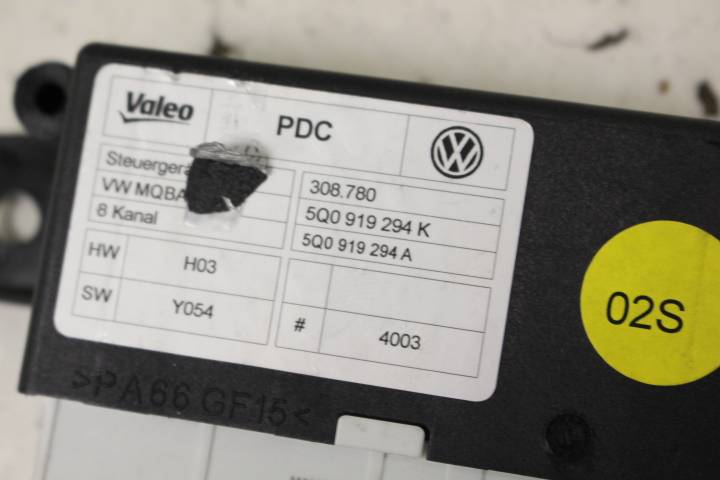 Valeo PDC
VW MQBA 308.780
8 Kanal 5Q0 919 294 K
5Q0 919 294 A
HW H03
SW Y054
# 4003
02S
>PA66 GF15<